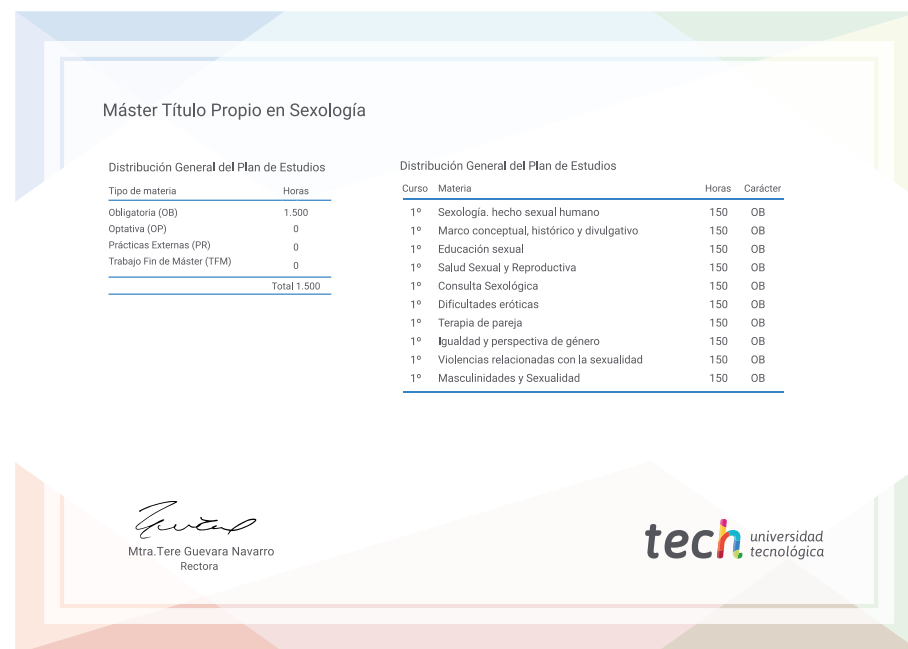 Máster Título Propio en Sexología
Distribución General del Plan de Estudios
Tipo de materia Horas
Obligatoria (OB) 1.500
Optativa (OP) 0
Prácticas Externas (PR) 0
Trabajo Fin de Máster (TFM) 0
Total 1.500
Distribución General del Plan de Estudios
Curso Materia Horas Carácter
1º Sexología. hecho sexual humano 150 OB
1º Marco conceptual, histórico y divulgativo 150 OB
1º Educación sexual 150 OB
1º Salud Sexual y Reproductiva 150 OB
1º Consulta Sexológica 150 OB
1º Dificultades eróticas 150 OB
1º Terapia de pareja 150 OB
1º Igualdad y perspectiva de género 150 OB
1º Violencias relacionadas con la sexualidad 150 OB
1º Masculinidades y Sexualidad 150 OB
Mtra.Tere Guevara Navarro
Rectora
tech universidad
tecnológica